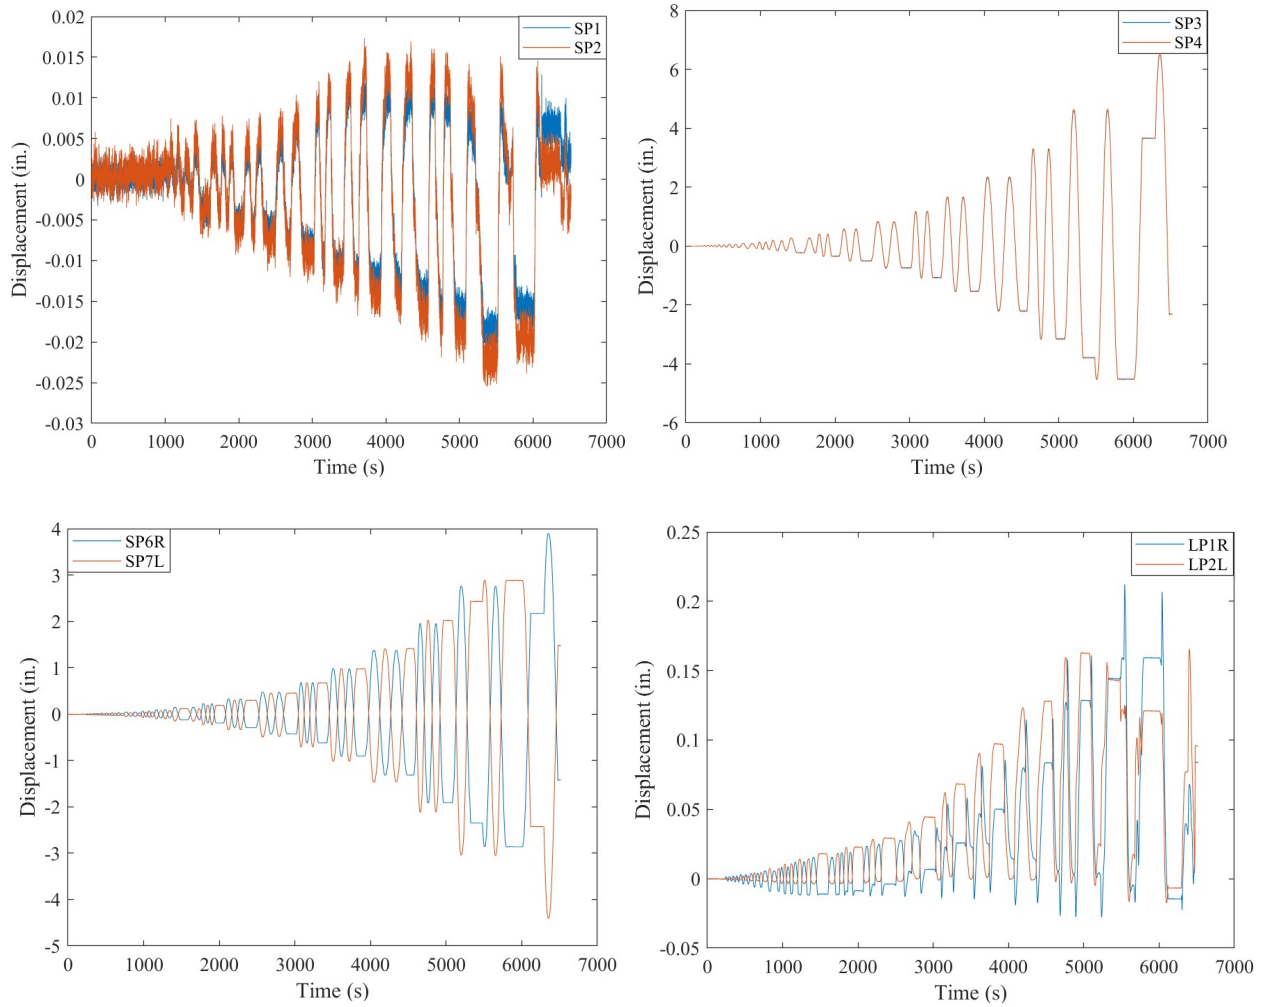 0.02
0.015
0.01
0.005
0
-0.005
-0.01
-0.015
-0.02
-0.025
-0.03
Displacement (in.)
SP1
SP2
0 1000 2000 3000 4000 5000 6000 7000
Time (s)
8
6
4
2
0
-2
-4
-6
Displacement (in.)
SP3
SP4
0 1000 2000 3000 4000 5000 6000 7000
Time (s)
4
3
2
1
0
-1
-2
-3
-4
-5
Displacement (in.)
SP6R
SP7L
0 1000 2000 3000 4000 5000 6000 7000
Time (s)
0.25
0.2
0.15
0.1
0.05
0
-0.05
Displacement (in.)
LP1R
LP2L
0 1000 2000 3000 4000 5000 6000 7000
Time (s)